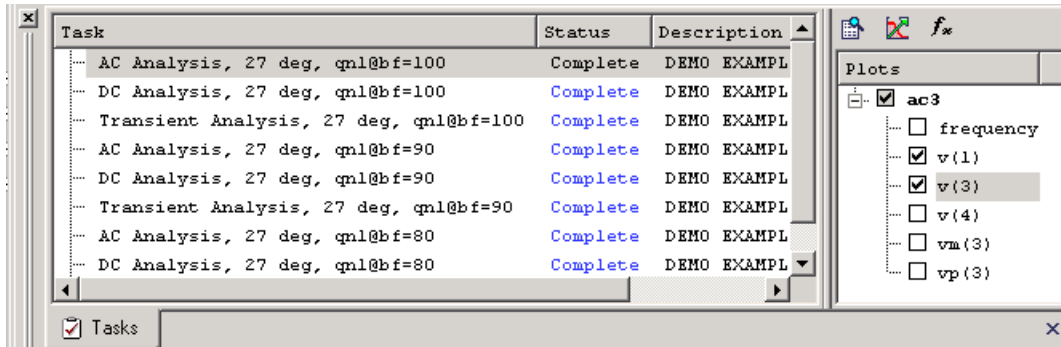 Task Status Description
AC Analysis, 27 deg, qnl@bf=100 Complete DEMO EXAMPL
DC Analysis, 27 deg, qnl@bf=100 Complete DEMO EXAMPL
Transient Analysis, 27 deg, qnl@bf=100 Complete DEMO EXAMPL
AC Analysis, 27 deg, qnl@bf=90 Complete DEMO EXAMPL
DC Analysis, 27 deg, qnl@bf=90 Complete DEMO EXAMPL
Transient Analysis, 27 deg, qnl@bf=90 Complete DEMO EXAMPL
AC Analysis, 27 deg, qnl@bf=80 Complete DEMO EXAMPL
DC Analysis, 27 deg, qnl@bf=80 Complete DEMO EXAMPL
Tasks
fx
Plots
ac3
frequency
v(1)
v(3)
v(4)
vm(3)
vp(3)